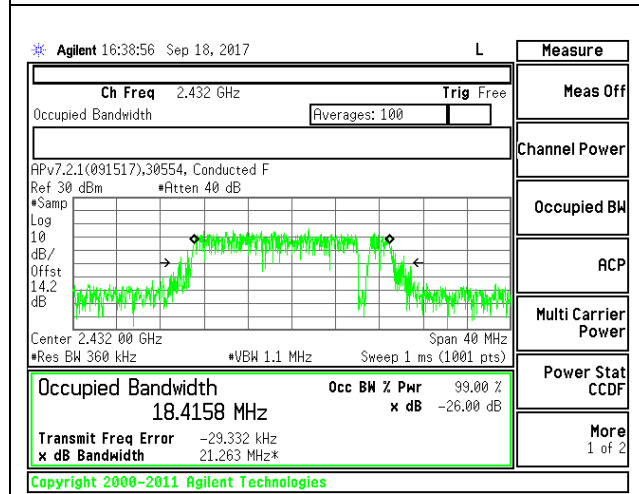 Agilent 16:38:56 Sep 18, 2017 L
Measure
Ch Freq 2.432 GHz Trig Free
Meas Off
Occupied Bandwidth Averages: 100
Channel Power
APv7.2.1(091517),30554, Conducted F
Ref 30 dBm #Atten 40 dB
#Samp
Log
10
dB/
Offst
14.2
dB
Occupied BW
ACP
Multi Carrier
Power
Center 2.432 00 GHz Span 40 MHz
#Res BW 360 kHz #VBW 1.1 MHz Sweep 1 ms (1001 pts)
Power Stat
CCDF
Occupied Bandwidth Occ BW % Pwr 99.00 %
18.4158 MHz x dB -26.00 dB
Transmit Freq Error -29.332 kHz
x dB Bandwidth 21.263 MHz*
More
1 of 2
Copyright 2000-2011 Agilent Technologies